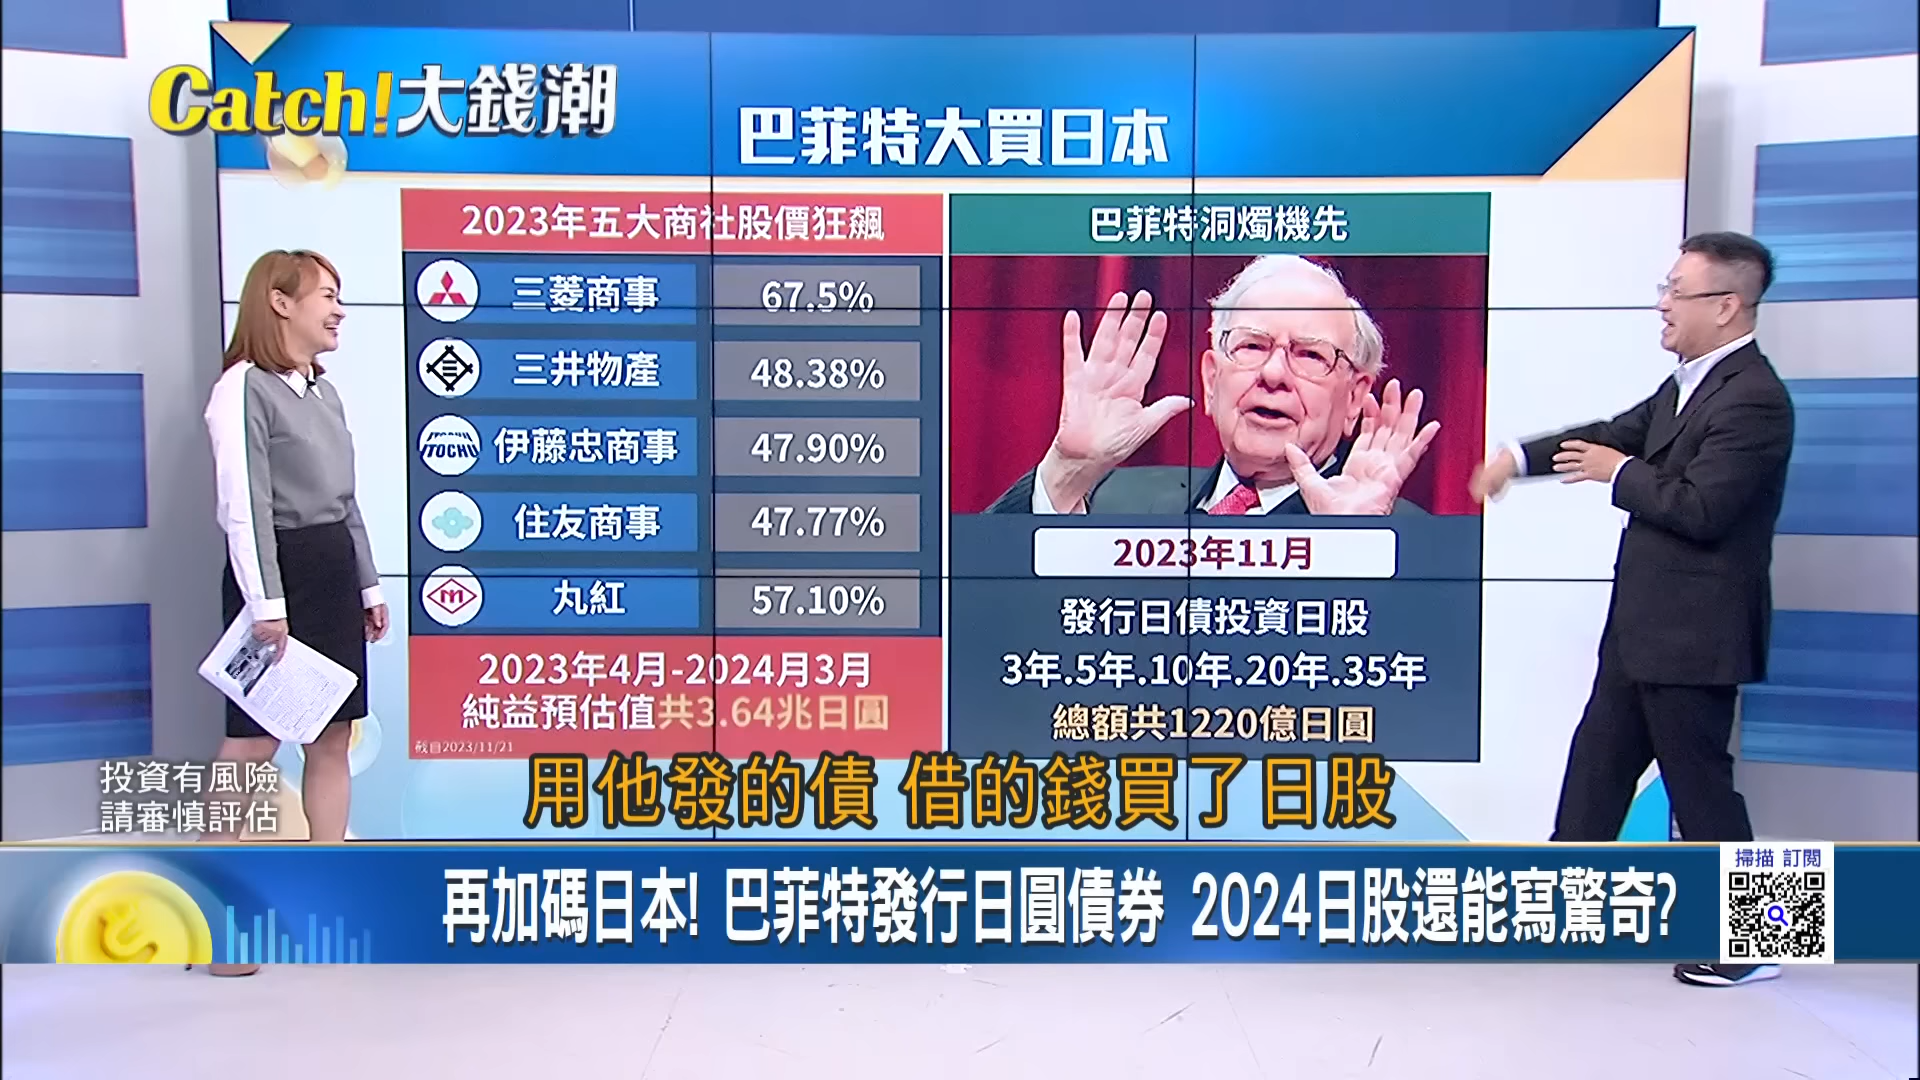 Catch!大錢潮
巴菲特大買日本
2023年五大商社股價狂飆
三菱商事 67.5%
三井物產 48.38%
ITOCHU 伊藤忠商事 47.90%
住友商事 47.77%
丸紅 57.10%
2023年4月-2024月3月
純益預估值共3.64兆日圓
截自2023/11/21
巴菲特洞燭機先
2023年11月
發行日債投資日股
3年.5年.10年.20年.35年
總額共1220億日圓
投資有風險
請審慎評估
用他發的債 借的錢買了日股
再加碼日本! 巴菲特發行日圓債券 2024日股還能寫驚奇?
掃描 訂閱